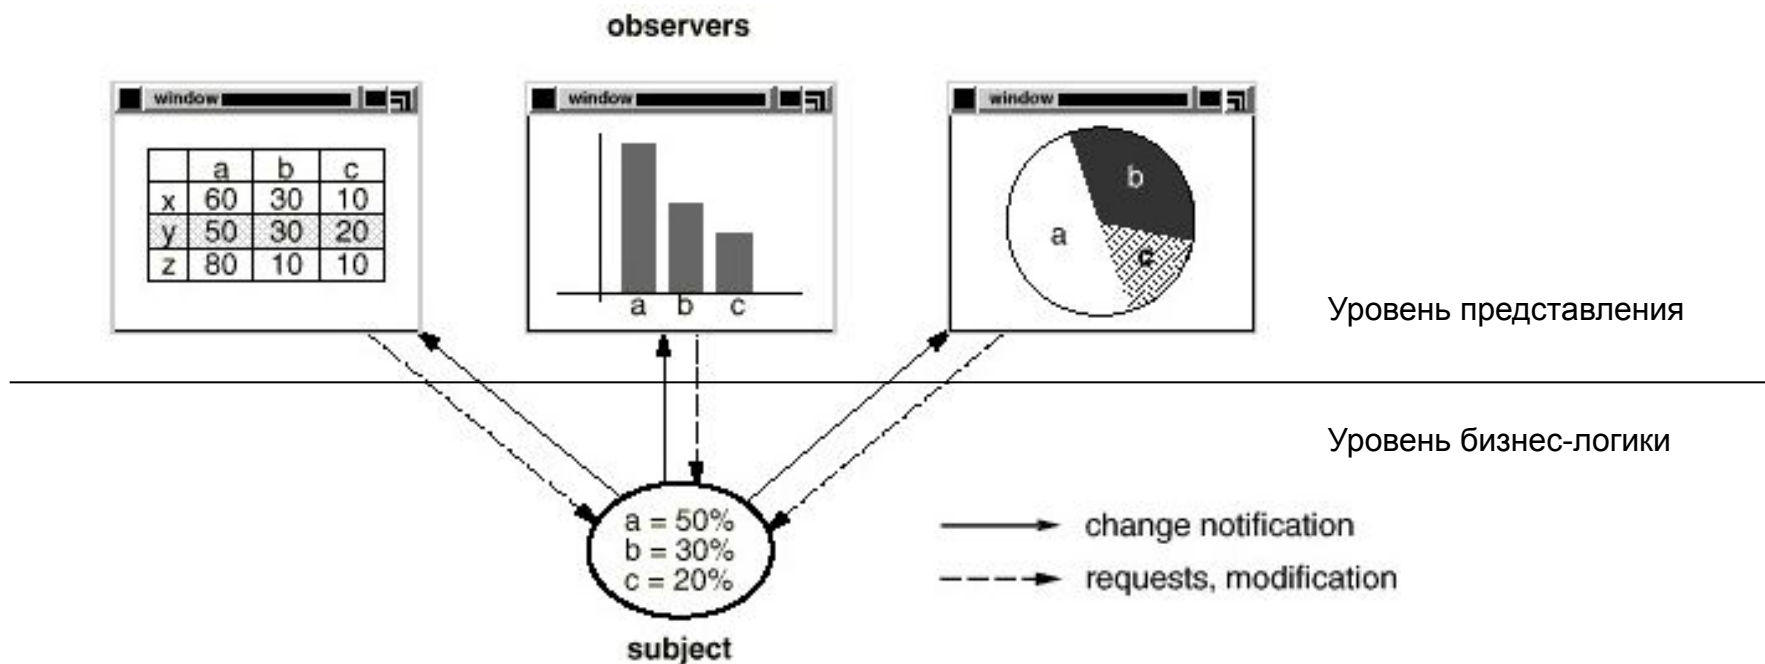 observers
window
window
window
a b c
x 60 30 10
y 50 30 20
z 80 10 10
a b c
b
a
c
Уровень представления
Уровень бизнес-логики
a = 50%
b = 30%
c = 20%
change notification
requests, modification
subject